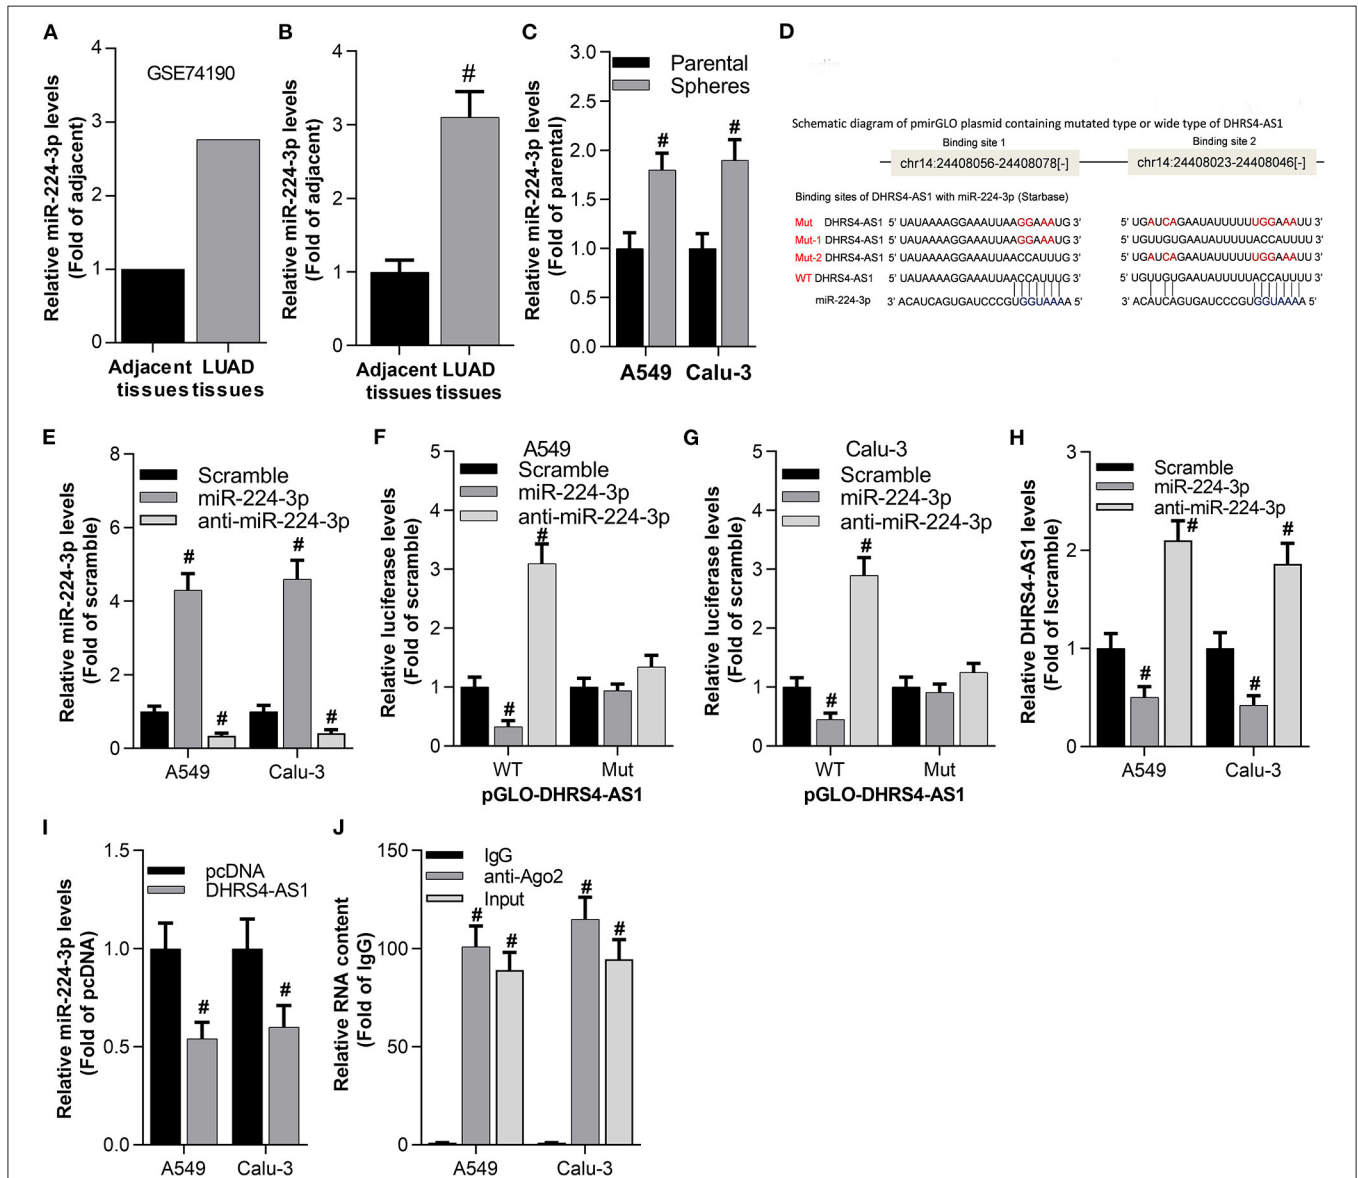 A
Relative miR-224-3p levels
(Fold of adjacent)
4
3
2
1
0
GSE74190
Adjacent tissues
LUAD tissues
B
Relative miR-224-3p levels
(Fold of adjacent)
4
3
2
1
0
#
Adjacent tissues
LUAD tissues
C
Relative miR-224-3p levels
(Fold of parental)
3.0
2.5
2.0
1.5
1.0
0.5
0.0
Parental
Spheres
#
#
A549
Calu-3
D
Schematic diagram of pmirGLO plasmid containing mutated type or wide type of DHRS4-AS1
Binding site 1
Binding site 2
chr14:24408056-24408078[-]
chr14:24408023-24408046[-]
Binding sites of DHRS4-AS1 with miR-224-3p (Starbase)
Mut DHRS4-AS1 5' UAUAAAAGGAAAUUAAGGAAAUG 3' 5' UGAUCAGAAUAUUUUUUGGAAAUU 3'
Mut-1 DHRS4-AS1 5' UAUAAAAGGAAAUUAAGGAAAUG 3' 5' UGUUGUGAAUAUUUUUACCAUUUU 3'
Mut-2 DHRS4-AS1 5' UAUAAAAGGAAAUUAACCAUUUG 3' 5' UGAUCAGAAUAUUUUUUGGAAAUU 3'
WT DHRS4-AS1 5' UAUAAAAGGAAAUUAACCAUUUG 3' 5' UGUUGUGAAUAUUUUUACCAUUUU 3'
miR-224-3p 3' ACAUCAGUGAUCCCGUGGUAAAA 5' 3' ACAUCAGUGAUCCCGUGGUAAAA 5'
E
Relative miR-224-3p levels
(Fold of scramble)
8
6
4
2
0
Scramble
miR-224-3p
anti-miR-224-3p
#
#
#
#
A549
Calu-3
F
Relative luciferase levels
(Fold of scramble)
5
4
3
2
1
0
A549
Scramble
miR-224-3p
anti-miR-224-3p
#
#
WT
Mut
pGLO-DHRS4-AS1
G
Relative luciferase levels
(Fold of scramble)
5
4
3
2
1
0
Calu-3
Scramble
miR-224-3p
anti-miR-224-3p
#
#
WT
Mut
pGLO-DHRS4-AS1
H
Relative DHRS4-AS1 levels
(Fold of lscramble)
3
2
1
0
Scramble
miR-224-3p
anti-miR-224-3p
#
#
#
#
A549
Calu-3
I
Relative miR-224-3p levels
(Fold of pcDNA)
1.5
1.0
0.5
0.0
pcDNA
DHRS4-AS1
#
#
A549
Calu-3
J
Relative RNA content
(Fold of IgG)
150
100
50
0
IgG
anti-Ago2
Input
#
#
#
#
A549
Calu-3